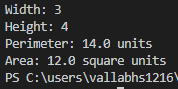 Width: 3
Height: 4
Perimeter: 14.0 units
Area: 12.0 square units
PS C:\users\vallabhs1216\